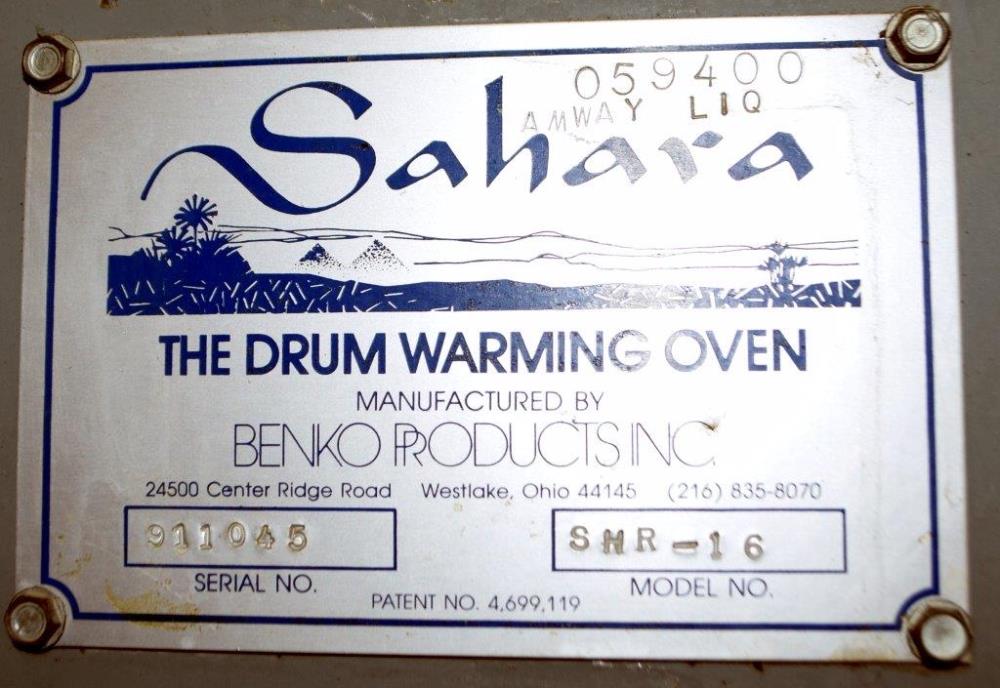 059400
AMWAY LIQ
Sahara
THE DRUM WARMING OVEN
MANUFACTURED BY
BENKO PRODUCTS INC.
24500 Center Ridge Road Westlake, Ohio 44145 (216) 835-8070
911045 SHR-16
SERIAL NO. MODEL NO.
PATENT NO. 4,699,119